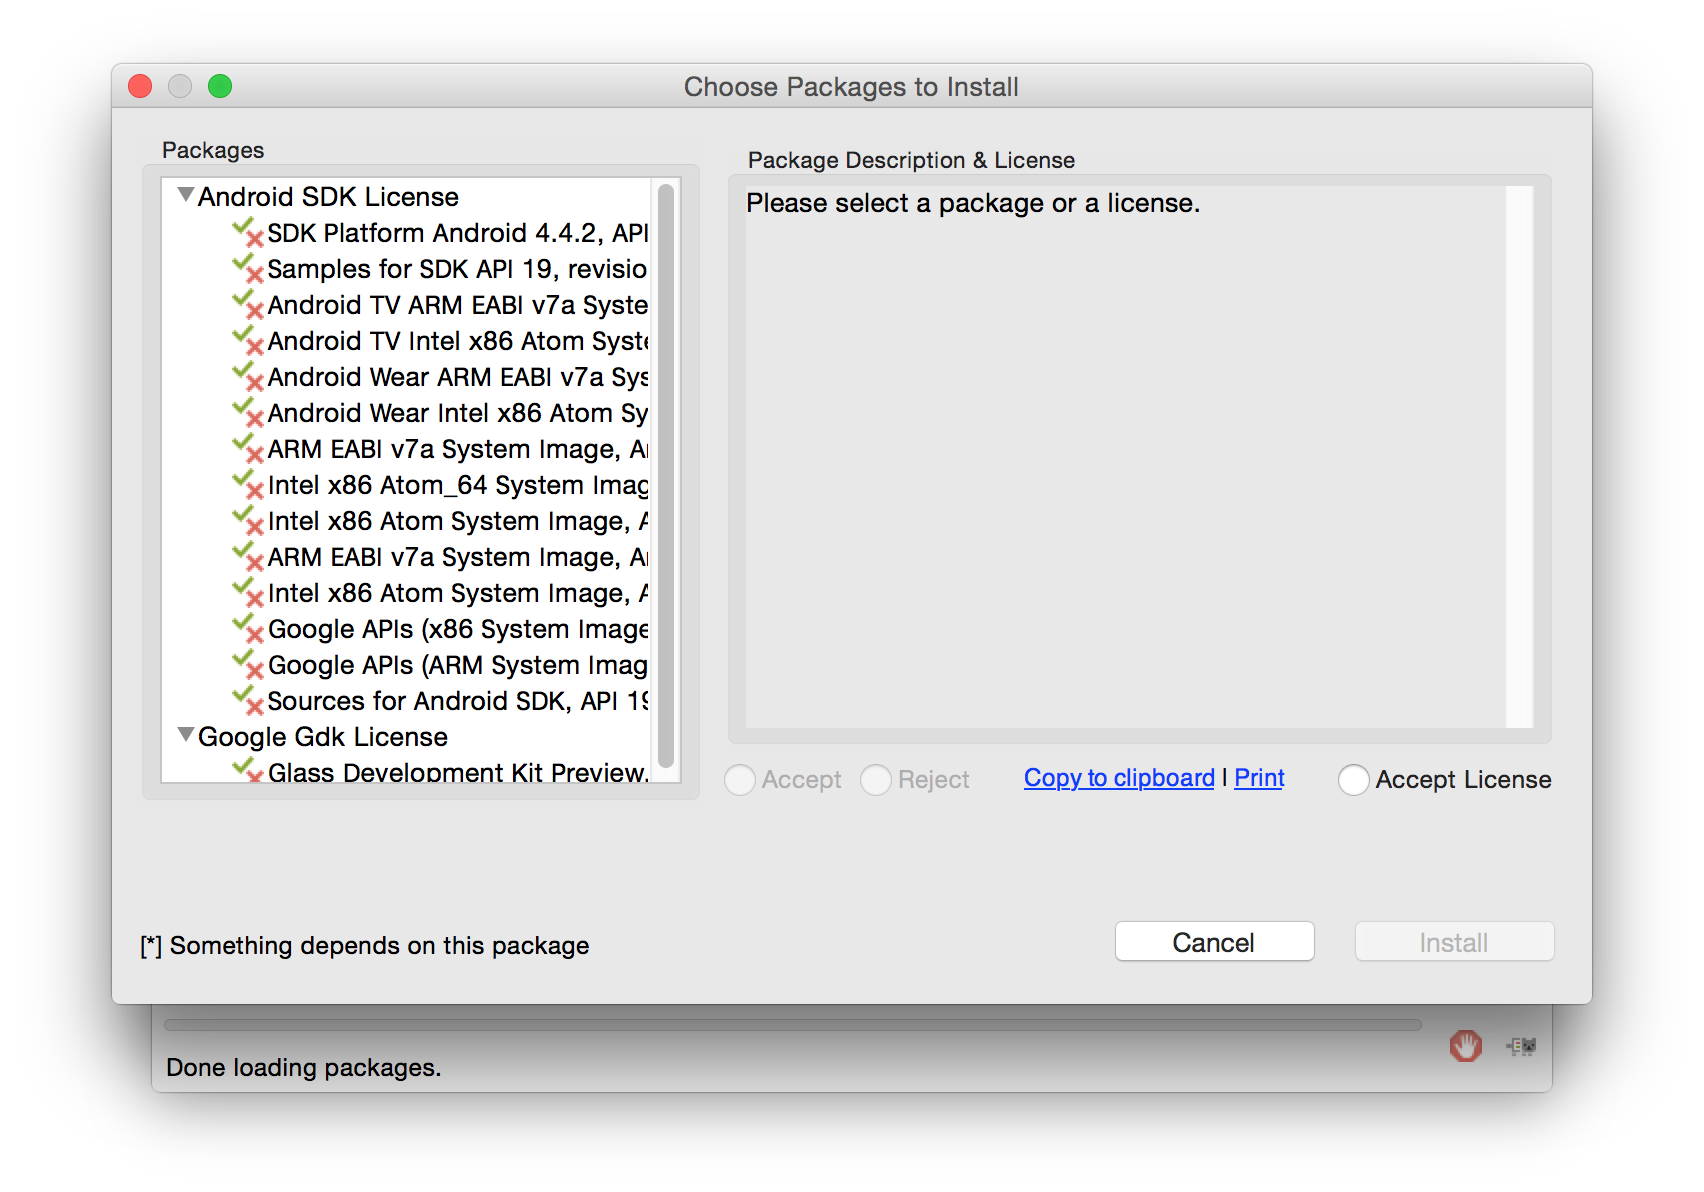 Choose Packages to Install
Packages
Android SDK License
SDK Platform Android 4.4.2, API
Samples for SDK API 19, revisio
Android TV ARM EABI v7a Syste
Android TV Intel x86 Atom Syste
Android Wear ARM EABI v7a Sys
Android Wear Intel x86 Atom Sy
ARM EABI v7a System Image, A
Intel x86 Atom_64 System Imag
Intel x86 Atom System Image, A
ARM EABI v7a System Image, A
Intel x86 Atom System Image, A
Google APIs (x86 System Image
Google APIs (ARM System Imag
Sources for Android SDK, API 19
Google Gdk License
Glass Development Kit Preview,
Package Description & License
Please select a package or a license.
Accept Reject Copy to clipboard | Print Accept License
[*] Something depends on this package
Cancel Install
Done loading packages.